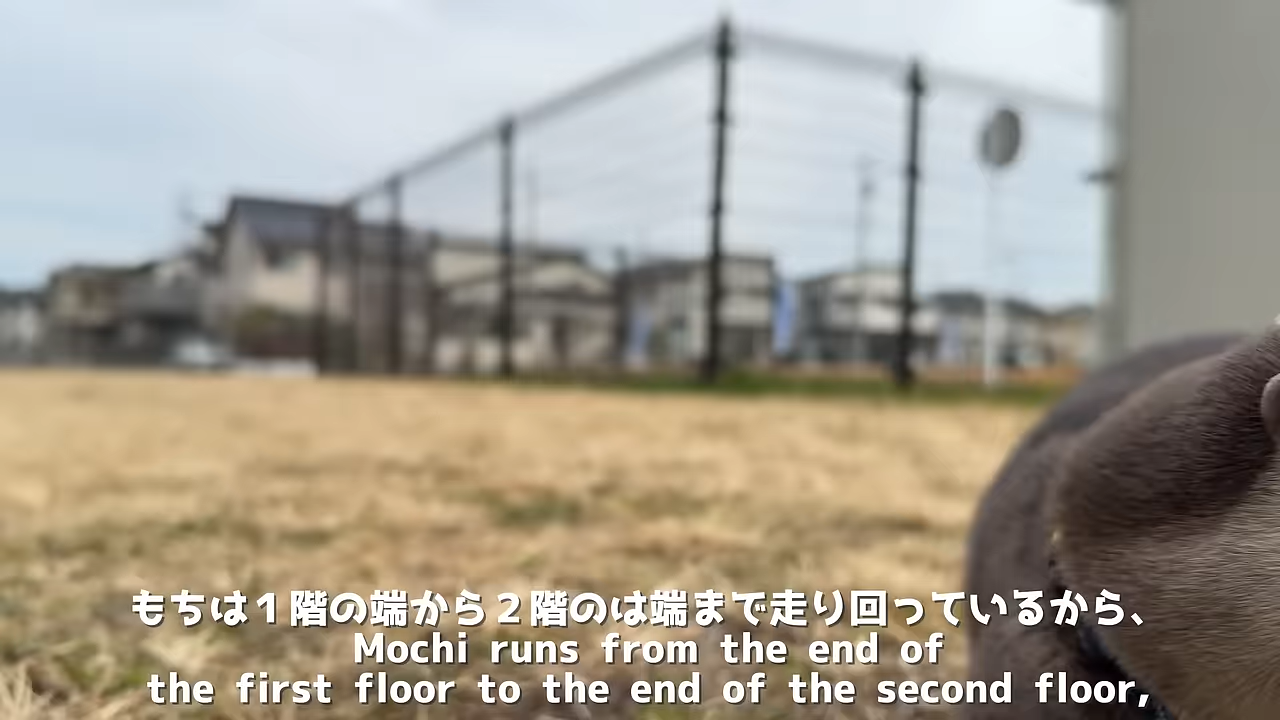 もちは１階の端から２階のは端まで走り回っているから、
Mochi runs from the end of
the first floor to the end of the second floor,